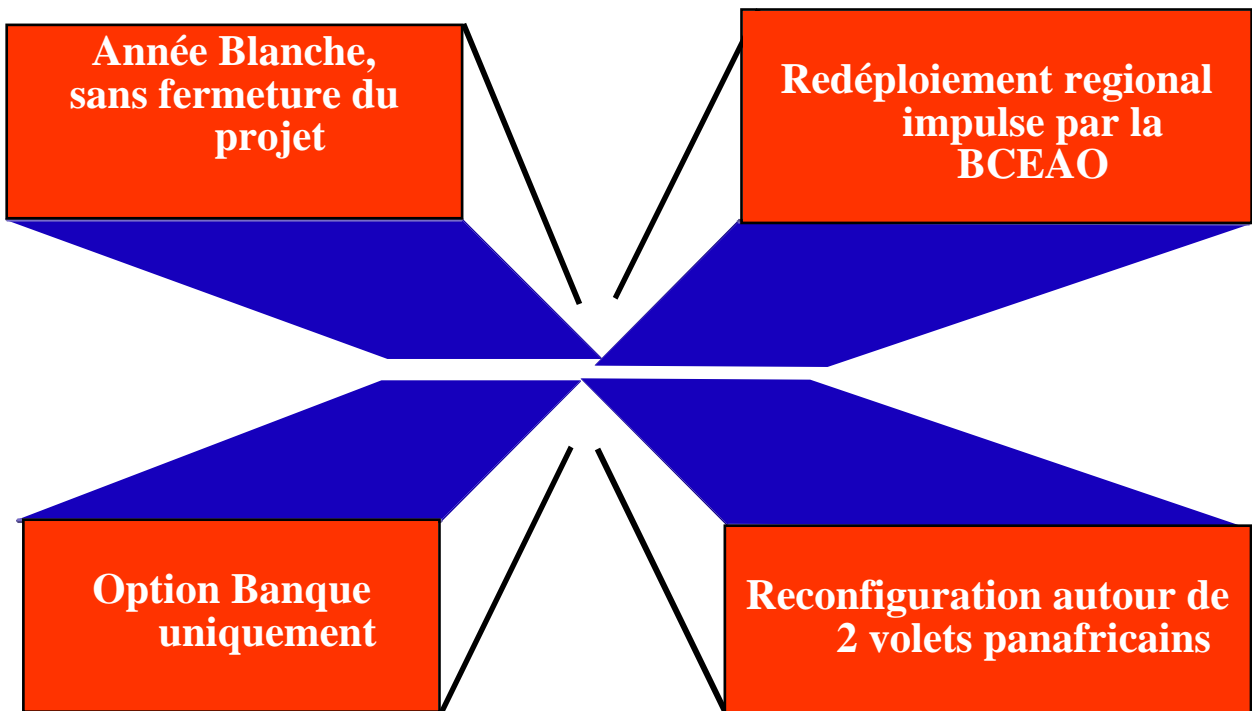 Année Blanche,
sans fermeture du
projet
Redéploiement regional
impulse par la
BCEAO
Option Banque
uniquement
Reconfiguration autour de
2 volets panafricains